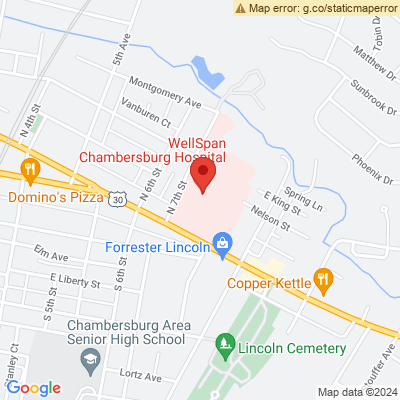 Map error: g.co/staticmaperror
5th Ave
Tobin Dr
Matthew Dr
Sunbrook Dr
Montgomery Ave
Vanburen Ct
N 4th St
WellSpan
Chambersburg Hospital
Phoenix Dr
Domino's Pizza
30
N 6th St
N 7th St
Spring Ln
E King St
Nelson St
Forrester Lincoln
Elm Ave
E Liberty St
S 6th St
S 5th St
Copper Kettle
Chambersburg Area
Senior High School
Lincoln Cemetery
Lortz Ave
Stanley Ct
Stouffer Ave
Google
Map data ©2024